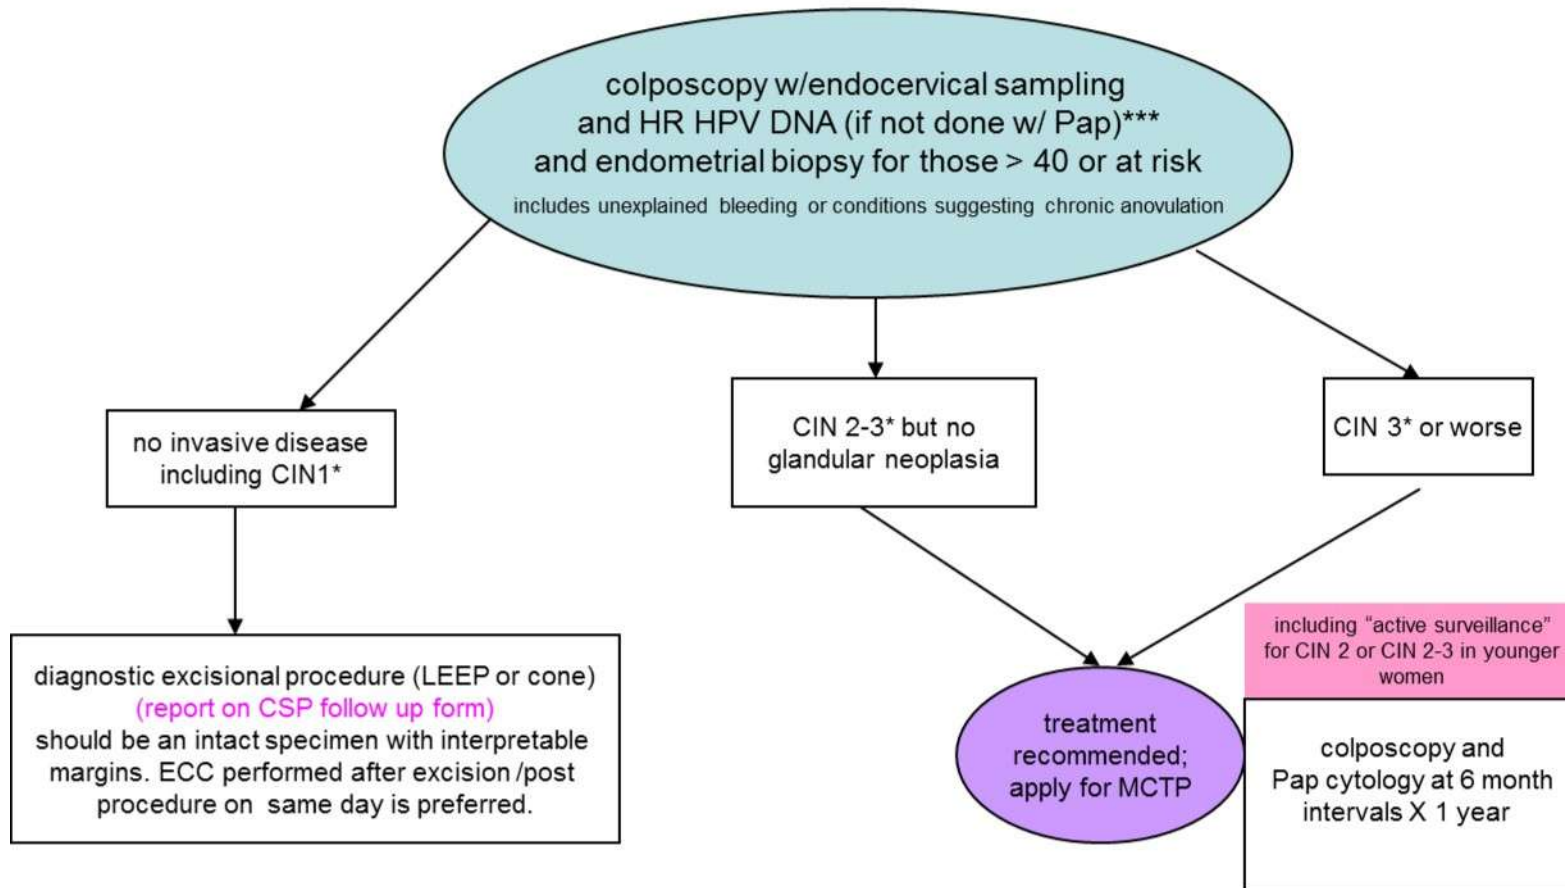 colposcopy w/endocervical sampling
and HR HPV DNA (if not done w/ Pap)***
and endometrial biopsy for those > 40 or at risk
includes unexplained bleeding or conditions suggesting chronic anovulation
no invasive disease
including CIN1*
CIN 2-3* but no
glandular neoplasia
CIN 3* or worse
diagnostic excisional procedure (LEEP or cone)
(report on CSP follow up form)
should be an intact specimen with interpretable
margins. ECC performed after excision /post
procedure on same day is preferred.
treatment
recommended;
apply for MCTP
including “active surveillance”
for CIN 2 or CIN 2-3 in younger
women
colposcopy and
Pap cytology at 6 month
intervals X 1 year